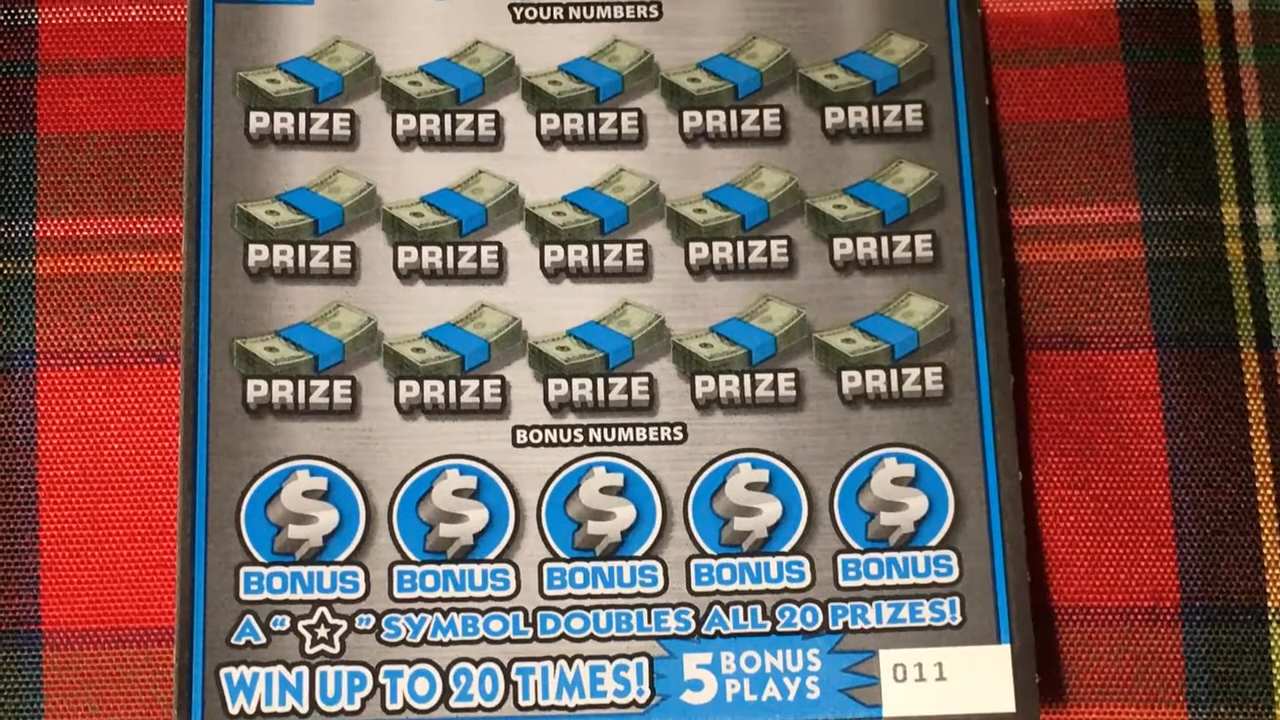 YOUR NUMBERS
PRIZE PRIZE PRIZE PRIZE PRIZE
PRIZE PRIZE PRIZE PRIZE PRIZE
PRIZE PRIZE PRIZE PRIZE PRIZE
BONUS NUMBERS
$ $ $ $ $
BONUS BONUS BONUS BONUS BONUS
A "☆" SYMBOL DOUBLES ALL 20 PRIZES!
WIN UP TO 20 TIMES! 5 BONUS PLAYS 011